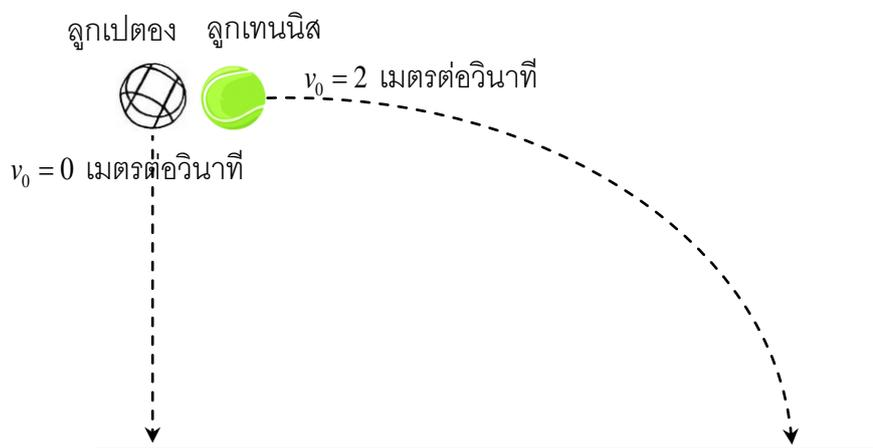 ลูกเปตอง ลูกเทนนิส
v₀ = 2 เมตรต่อวินาที
v₀ = 0 เมตรต่อวินาที